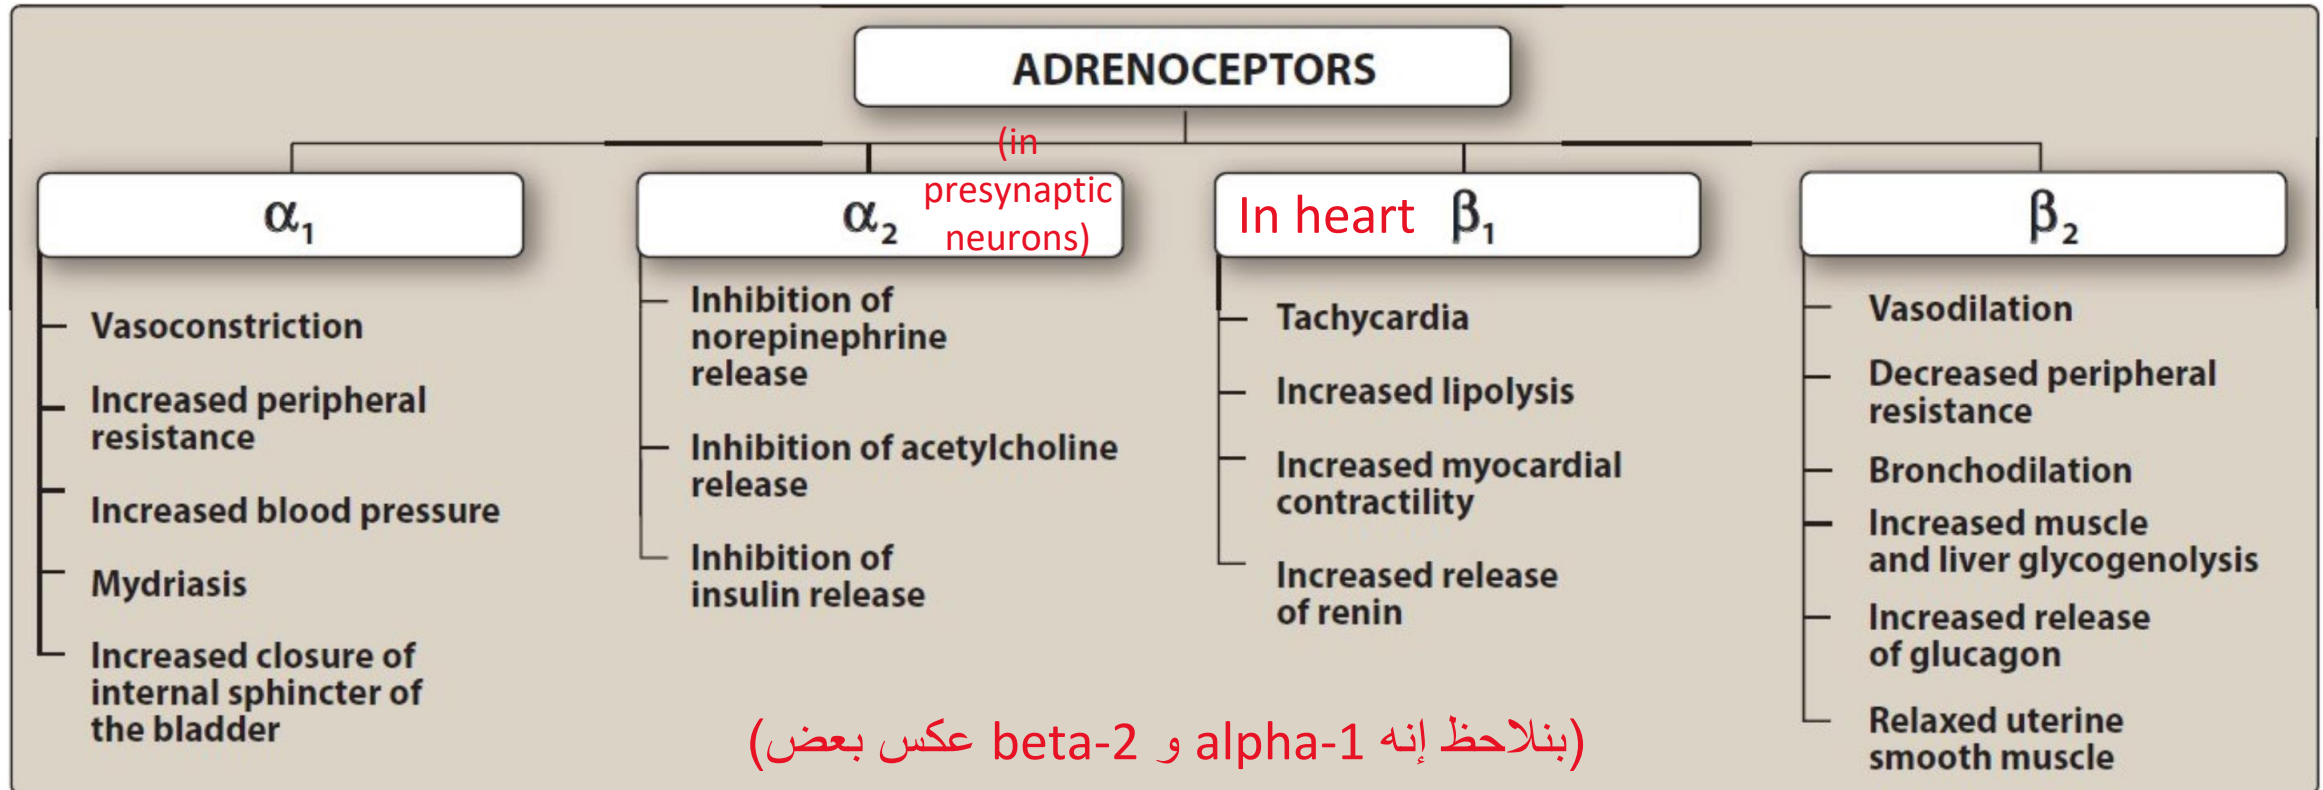 ADRENOCEPTORS
α1
Vasoconstriction
Increased peripheral
resistance
Increased blood pressure
Mydriasis
Increased closure of
internal sphincter of
the bladder
α2
(in
presynaptic
neurons)
Inhibition of
norepinephrine
release
Inhibition of acetylcholine
release
Inhibition of
insulin release
In heart β1
Tachycardia
Increased lipolysis
Increased myocardial
contractility
Increased release
of renin
β2
Vasodilation
Decreased peripheral
resistance
Bronchodilation
Increased muscle
and liver glycogenolysis
Increased release
of glucagon
Relaxed uterine
smooth muscle
(بنلاحظ إنه alpha-1 و beta-2 عكس بعض)